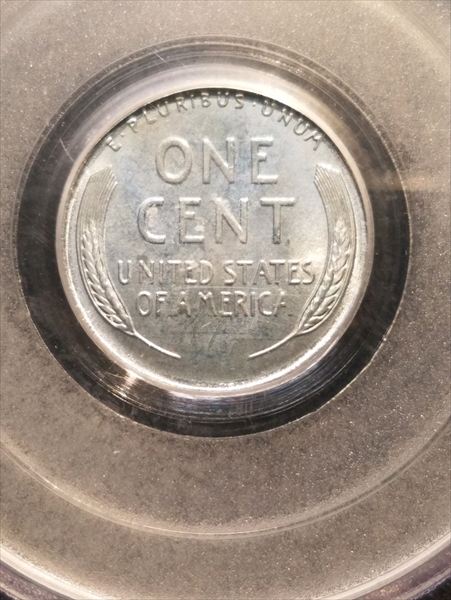 E·PLURIBUS·UNUM
ONE
CENT
UNITED STATES
OF AMERICA